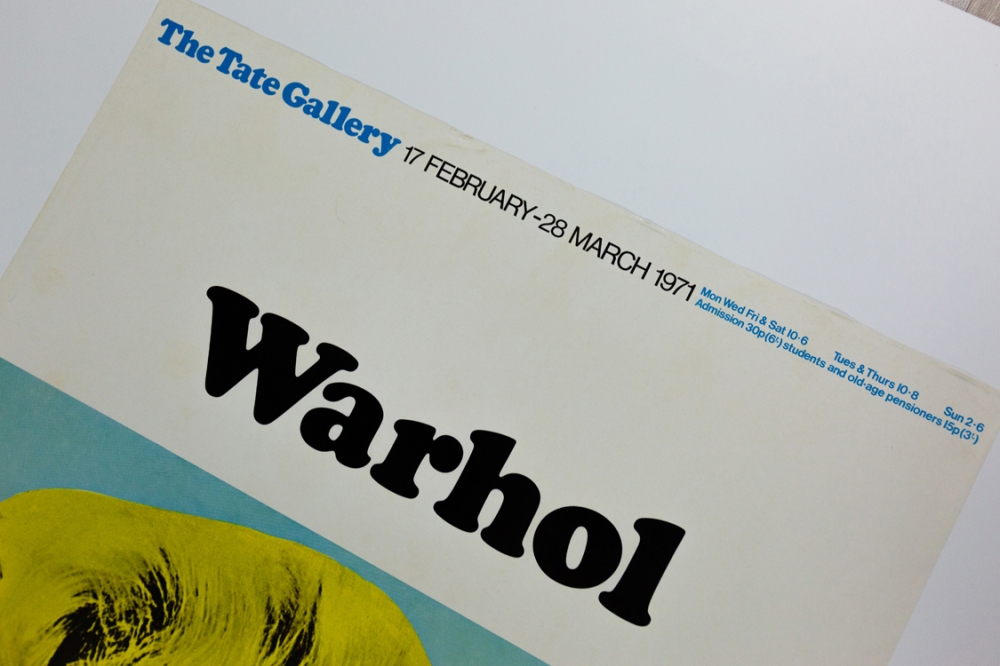 The Tate Gallery 17 FEBRUARY-28 MARCH 1971
Mon Wed Fri & Sat 10·6 Tues & Thurs 10·8 Sun 2·6
Admission 30p(6/-) students and old-age pensioners 15p(3/-)
Warhol